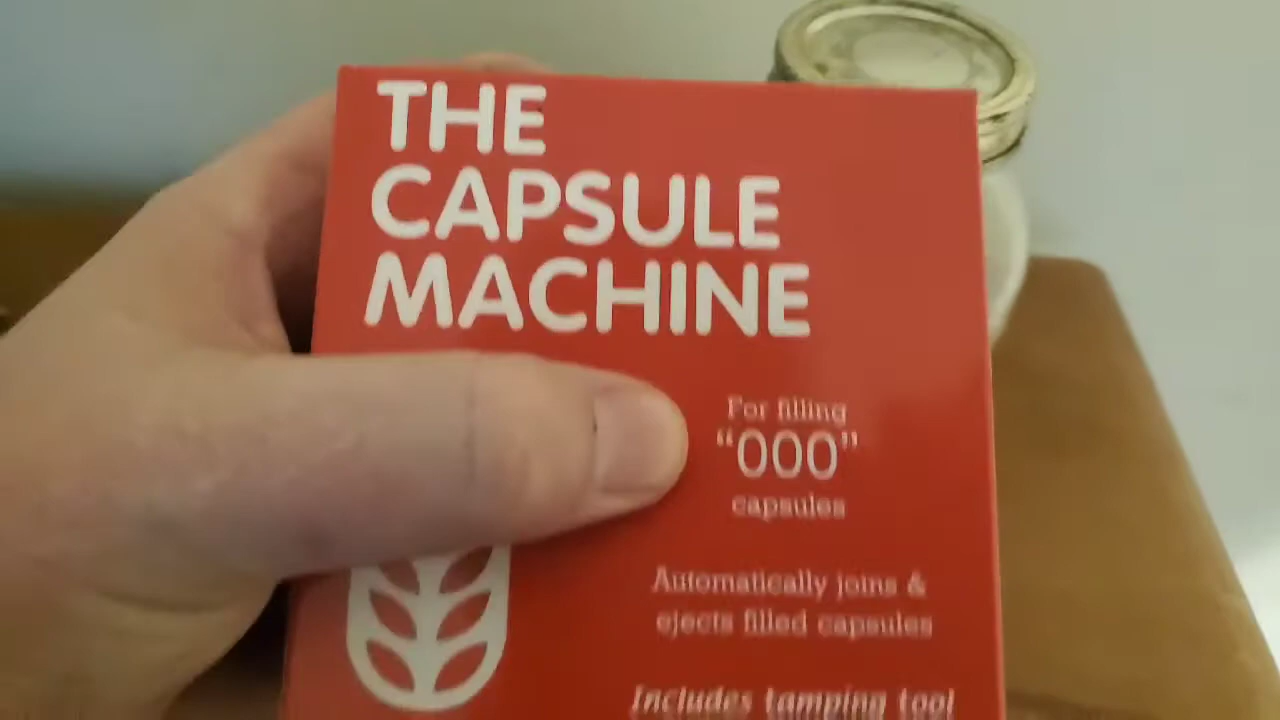 THE
CAPSULE
MACHINE
For filling
“000”
capsules
Automatically joins &
ejects filled capsules
Includes tamping tool